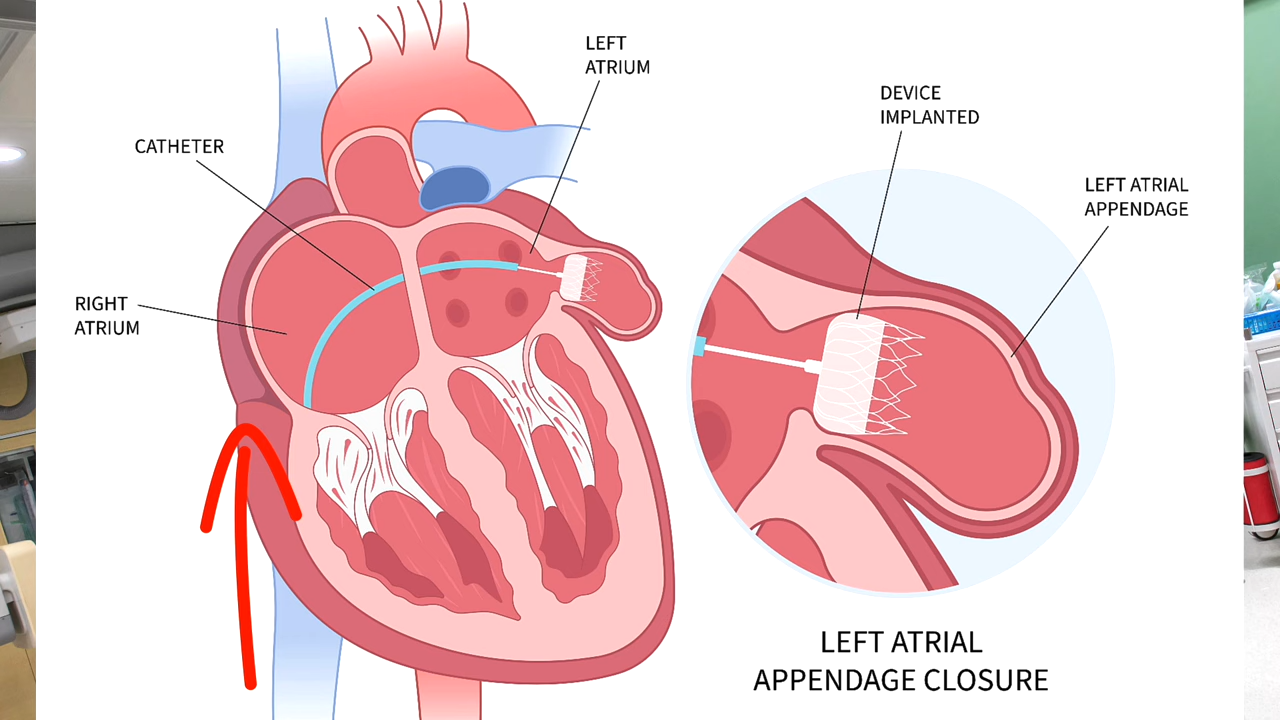 LEFT
ATRIUM
CATHETER
RIGHT
ATRIUM
DEVICE
IMPLANTED
LEFT ATRIAL
APPENDAGE
LEFT ATRIAL
APPENDAGE CLOSURE